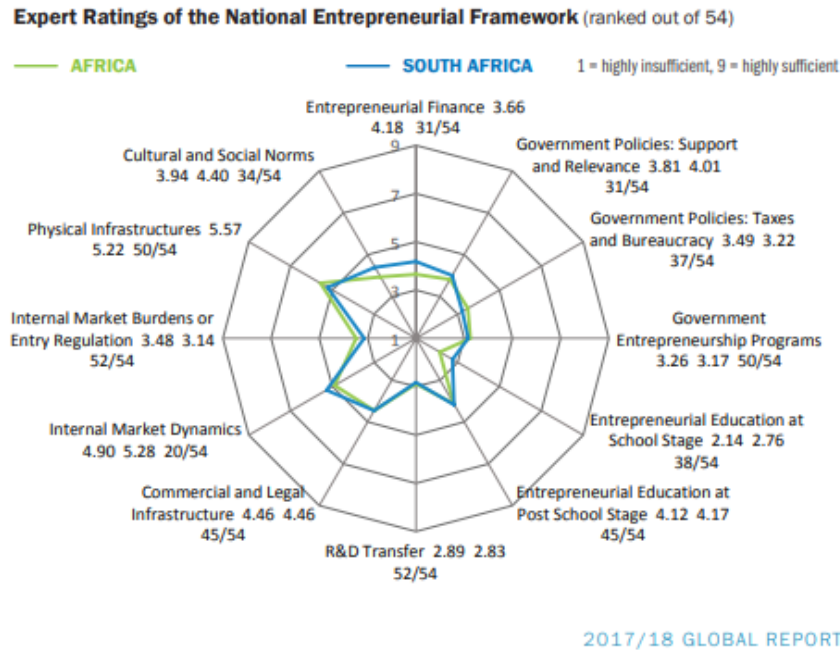 Expert Ratings of the National Entrepreneurial Framework (ranked out of 54)
AFRICA
SOUTH AFRICA
1 = highly insufficient, 9 = highly sufficient
Entrepreneurial Finance 3.66
4.18 31/54
Government Policies: Support
and Relevance 3.81 4.01
31/54
Government Policies: Taxes
and Bureaucracy 3.49 3.22
37/54
Government
Entrepreneurship Programs
3.26 3.17 50/54
Entrepreneurial Education at
School Stage 2.14 2.76
38/54
Entrepreneurial Education at
Post School Stage 4.12 4.17
45/54
R&D Transfer 2.89 2.83
52/54
Commercial and Legal
Infrastructure 4.46 4.46
45/54
Internal Market Dynamics
4.90 5.28 20/54
Internal Market Burdens or
Entry Regulation 3.48 3.14
52/54
Physical Infrastructures 5.57
5.22 50/54
Cultural and Social Norms
3.94 4.40 34/54
9
7
5
3
1
2017/18 GLOBAL REPORT